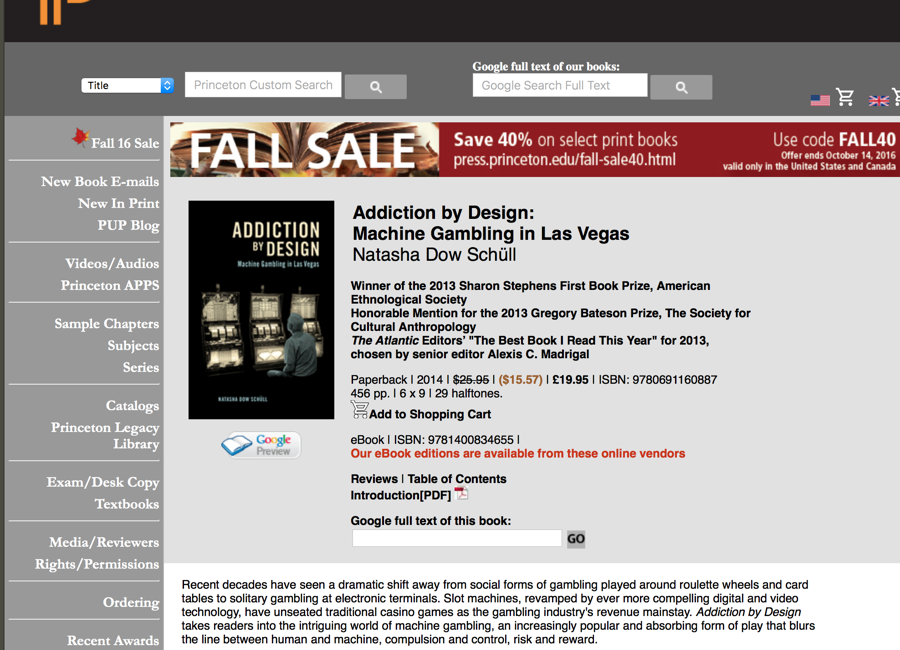 Google full text of our books:
Title
Princeton Custom Search
Google Search Full Text
Fall 16 Sale
New Book E-mails
New In Print
PUP Blog
Videos/Audios
Princeton APPS
Sample Chapters
Subjects
Series
Catalogs
Princeton Legacy
Library
Exam/Desk Copy
Textbooks
Media/Reviewers
Rights/Permissions
Ordering
Recent Awards
FALL SALE
Save 40% on select print books
press.princeton.edu/fall-sale40.html
Use code FALL40
Offer ends October 14, 2016
valid only in the United States and Canada
ADDICTION
BY
DESIGN
Machine Gambling in Las Vegas
NATASHA DOW SCHÜLL
Google
Preview
Addiction by Design:
Machine Gambling in Las Vegas
Natasha Dow Schüll
Winner of the 2013 Sharon Stephens First Book Prize, American
Ethnological Society
Honorable Mention for the 2013 Gregory Bateson Prize, The Society for
Cultural Anthropology
The Atlantic Editors' "The Best Book I Read This Year" for 2013,
chosen by senior editor Alexis C. Madrigal
Paperback | 2014 | $25.95 | ($15.57) | £19.95 | ISBN: 9780691160887
456 pp. | 6 x 9 | 29 halftones.
Add to Shopping Cart
eBook | ISBN: 9781400834655 |
Our eBook editions are available from these online vendors
Reviews | Table of Contents
Introduction[PDF]
Google full text of this book:
GO
Recent decades have seen a dramatic shift away from social forms of gambling played around roulette wheels and card
tables to solitary gambling at electronic terminals. Slot machines, revamped by ever more compelling digital and video
technology, have unseated traditional casino games as the gambling industry's revenue mainstay. Addiction by Design
takes readers into the intriguing world of machine gambling, an increasingly popular and absorbing form of play that blurs
the line between human and machine, compulsion and control, risk and reward.